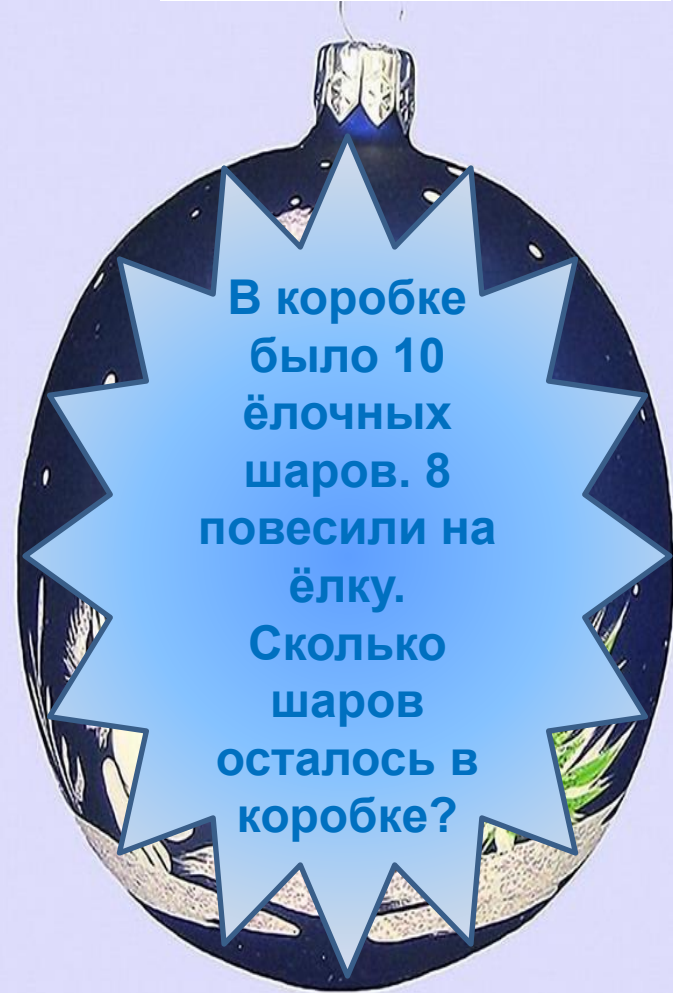 В коробке
было 10
ёлочных
шаров. 8
повесили на
ёлку.
Сколько
шаров
осталось в
коробке?